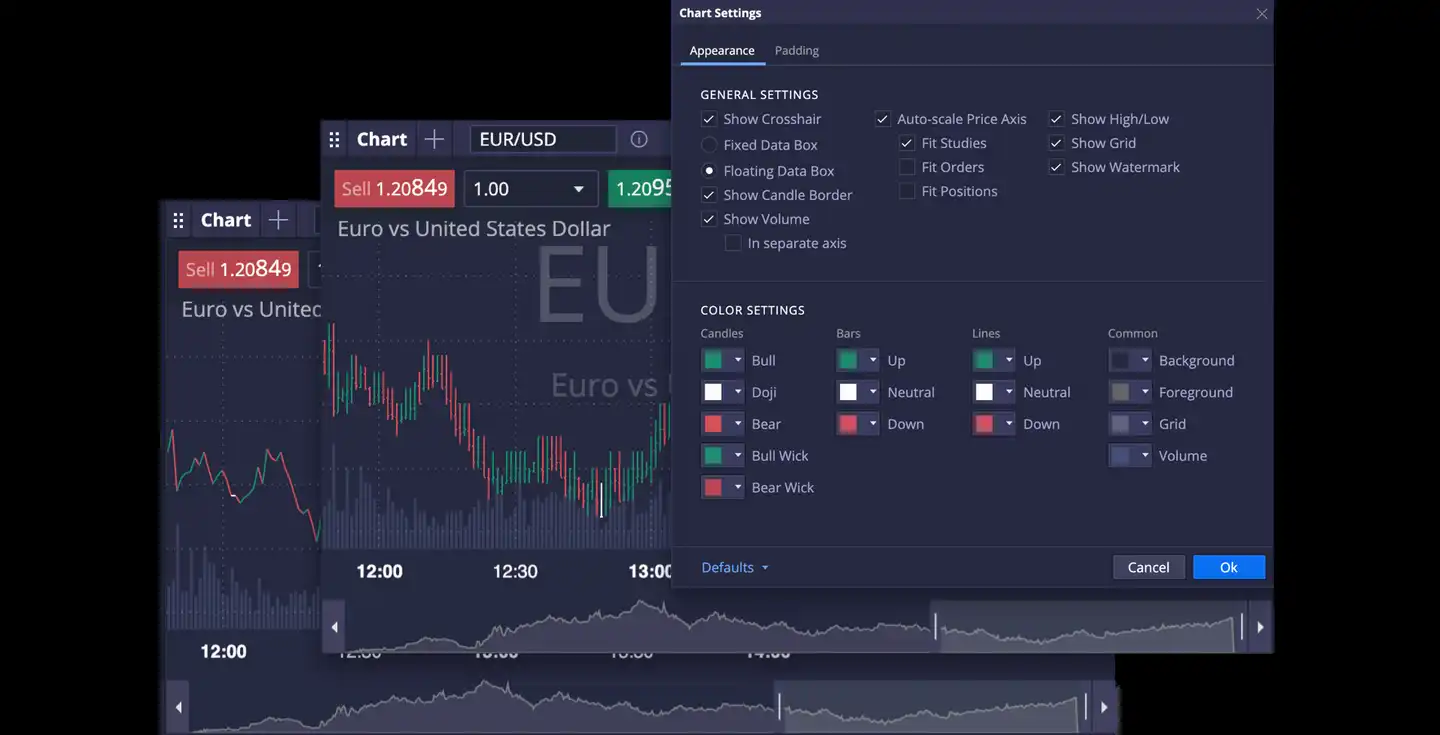 Chart Settings
Appearance Padding
GENERAL SETTINGS
Show Crosshair
Fixed Data Box
Floating Data Box
Show Candle Border
Show Volume
In separate axis
Auto-scale Price Axis
Fit Studies
Fit Orders
Fit Positions
Show High/Low
Show Grid
Show Watermark
COLOR SETTINGS
Candles
Bull
Doji
Bear
Bull Wick
Bear Wick
Bars
Up
Neutral
Down
Lines
Up
Neutral
Down
Common
Background
Foreground
Grid
Volume
Defaults
Cancel Ok
Chart EUR/USD
Sell 1.20849 1.00 1.2095
Euro vs United States Dollar
EU
Euro vs
12:00 12:30 13:00
Chart
Sell 1.20849
Euro vs United
12:00 12:30 13:00 13:30 14:00